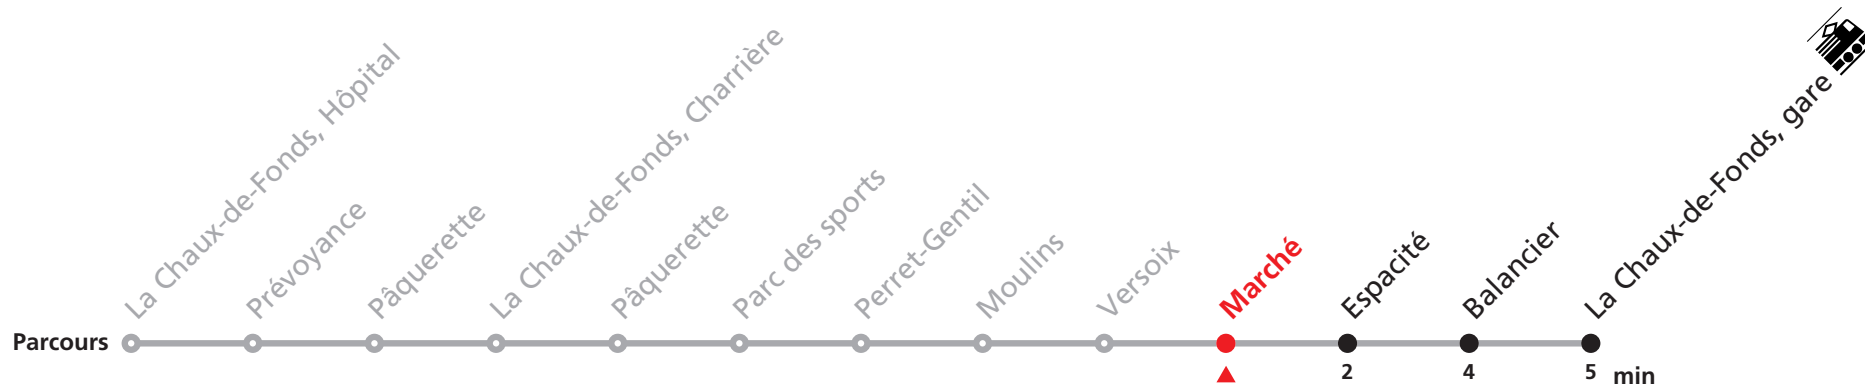 La Chaux-de-Fonds, Hôpital
Prévoyance
Pâquerette
La Chaux-de-Fonds, Charrière
Pâquerette
Parc des sports
Perret-Gentil
Moulins
Versoix
Marché
Espacité
Balancier
La Chaux-de-Fonds, gare
Parcours
2 4 5 min